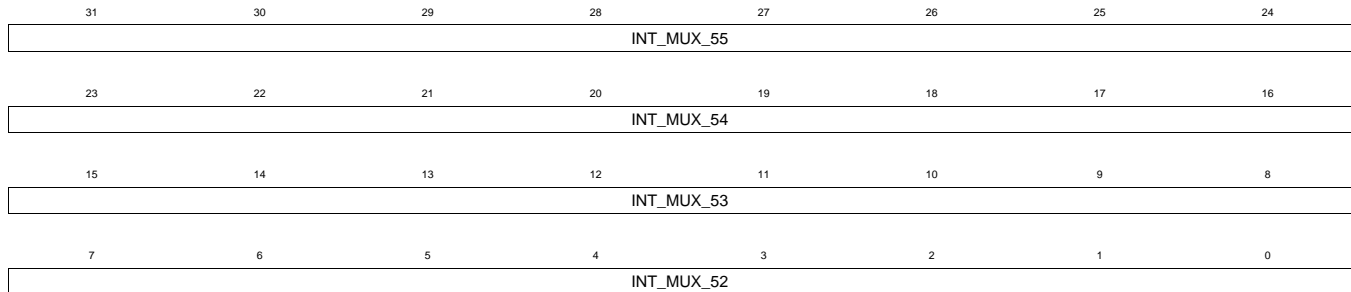 31 30 29 28 27 26 25 24
INT_MUX_55
23 22 21 20 19 18 17 16
INT_MUX_54
15 14 13 12 11 10 9 8
INT_MUX_53
7 6 5 4 3 2 1 0
INT_MUX_52